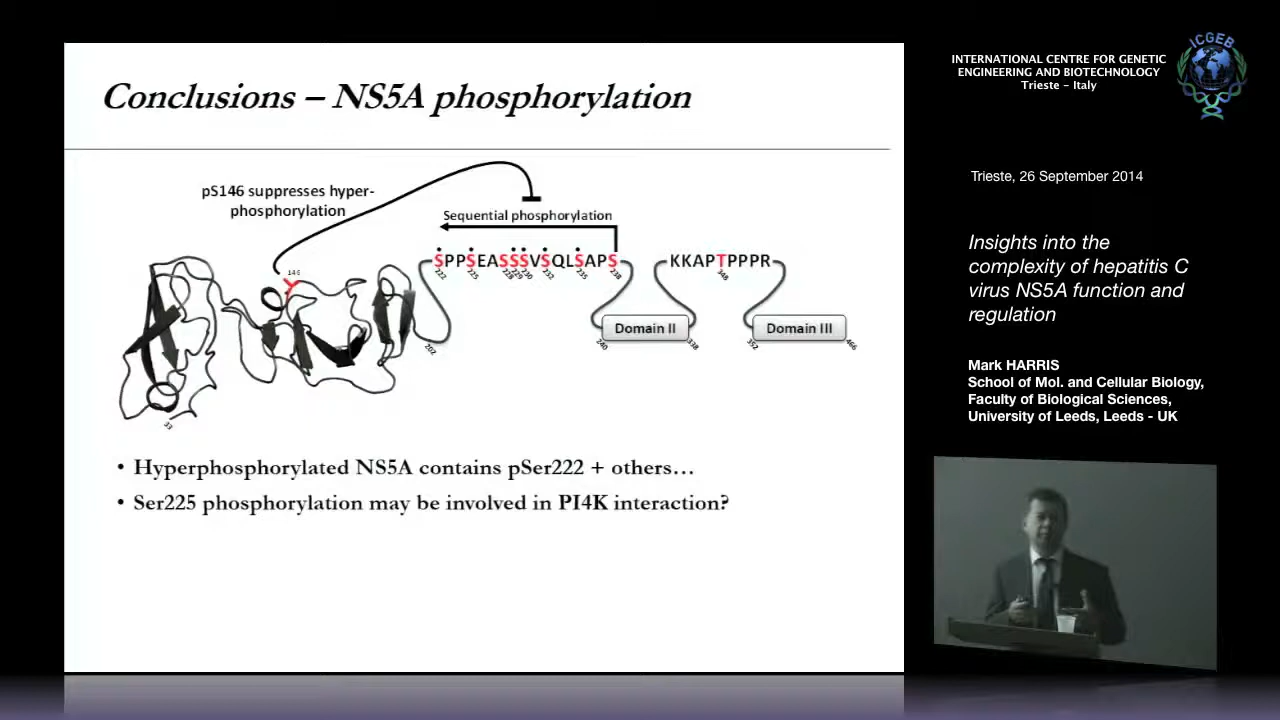 Conclusions – NS5A phosphorylation
pS146 suppresses hyper-
phosphorylation
Sequential phosphorylation
146
SPPSEASSSVSQLSAPS
222
225
228
229
230
232
235
238
KKAPTPPPR
348
Domain II
Domain III
202
240
338
352
466
33
• Hyperphosphorylated NS5A contains pSer222 + others…
• Ser225 phosphorylation may be involved in PI4K interaction?
INTERNATIONAL CENTRE FOR GENETIC
ENGINEERING AND BIOTECHNOLOGY
Trieste – Italy
ICGEB
Trieste, 26 September 2014
Insights into the
complexity of hepatitis C
virus NS5A function and
regulation
Mark HARRIS
School of Mol. and Cellular Biology,
Faculty of Biological Sciences,
University of Leeds, Leeds - UK